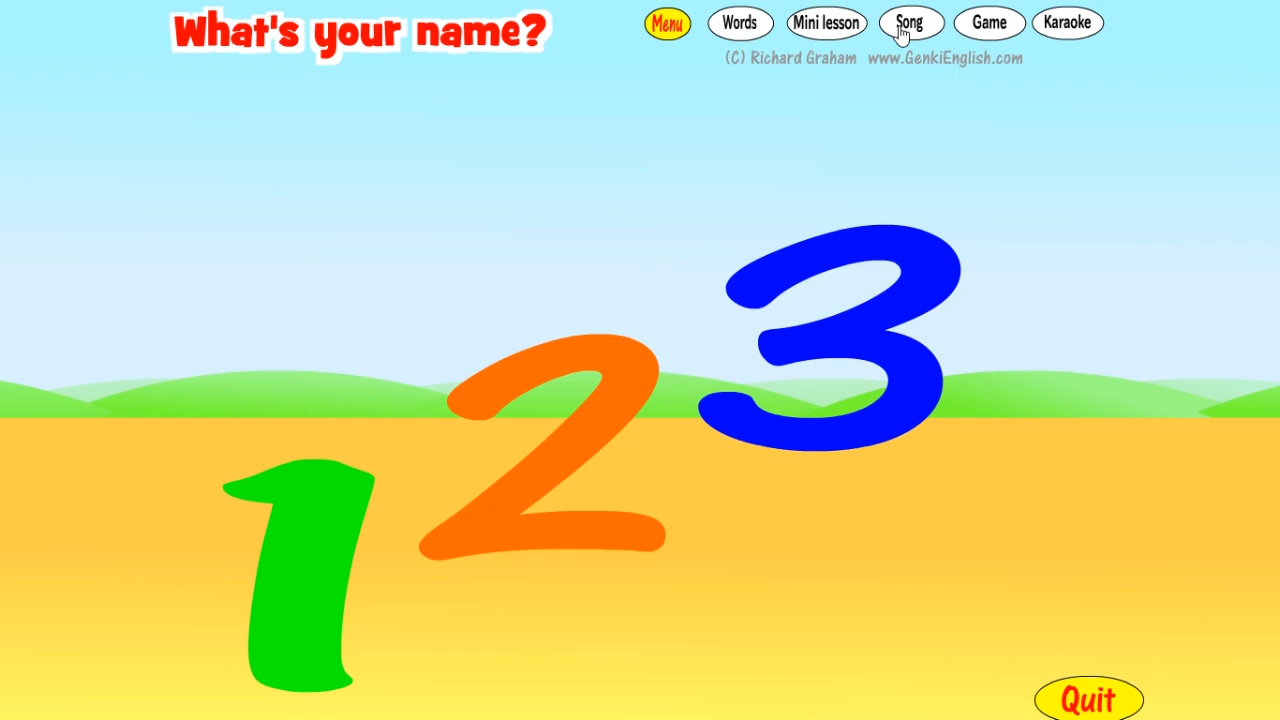 What's your name?
Menu Words Mini lesson Song Game Karaoke
(C) Richard Graham www.GenkiEnglish.com
3
2
1
Quit